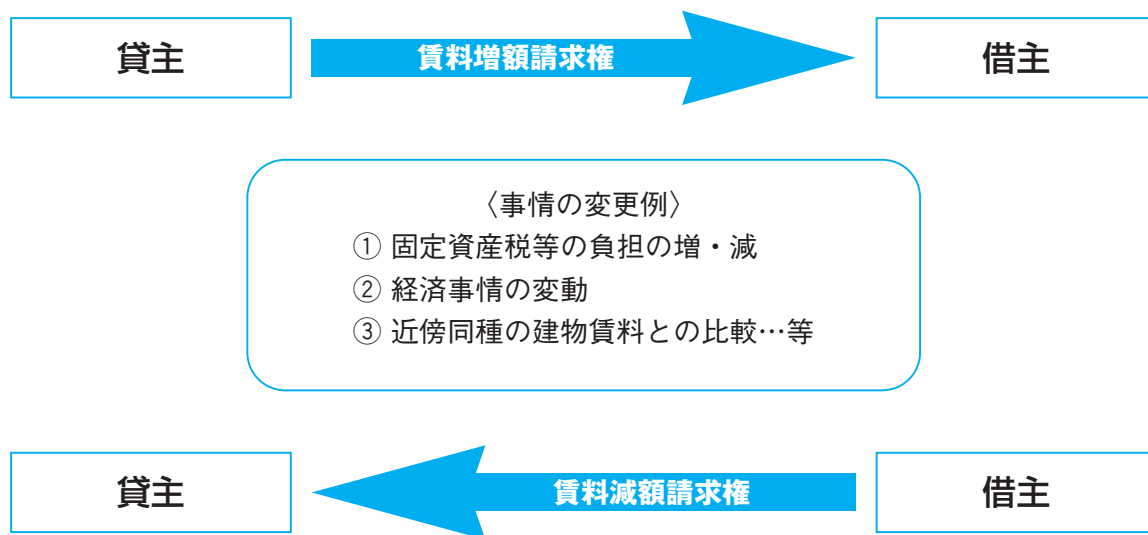 貸主
賃料増額請求権
借主
〈事情の変更例〉
① 固定資産税等の負担の増・減
② 経済事情の変動
③ 近傍同種の建物賃料との比較…等
貸主
賃料減額請求権
借主